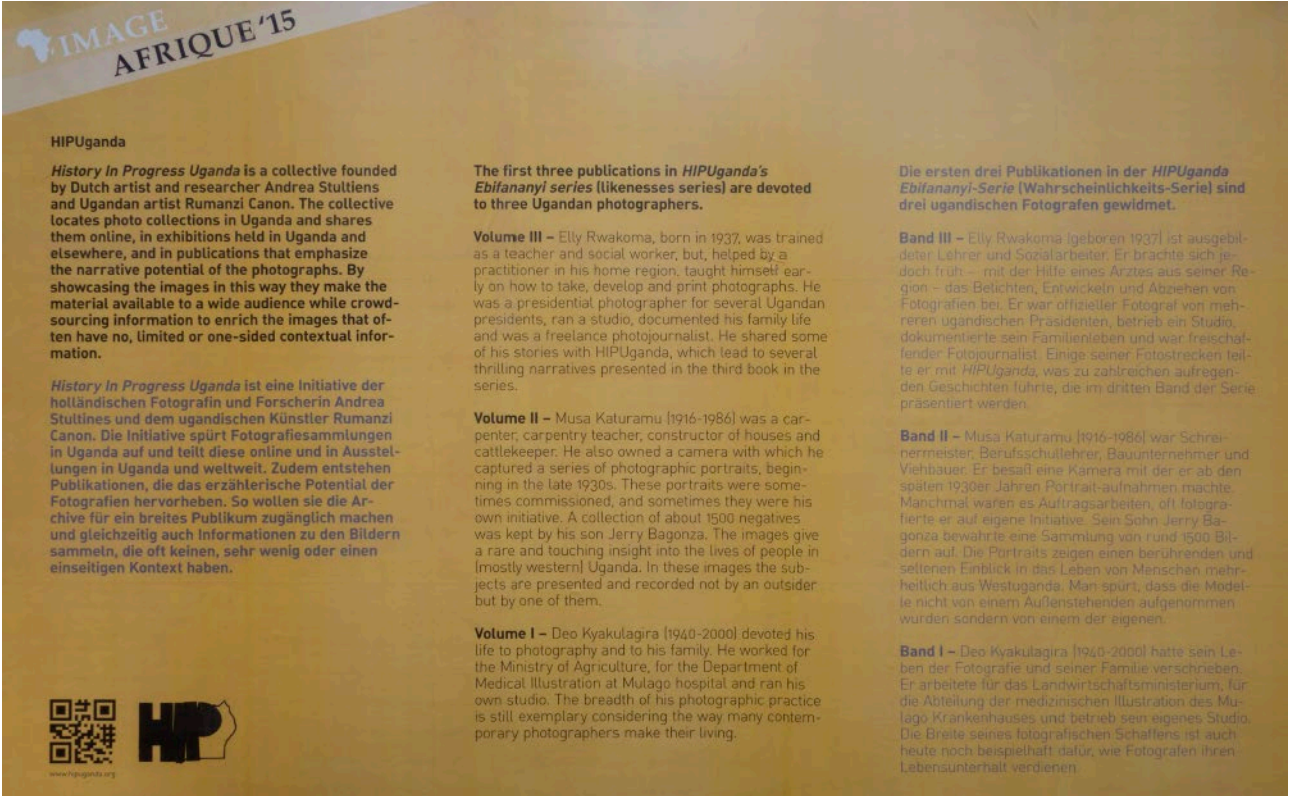 IMAGE
AFRIQUE '15
HIPUganda
History In Progress Uganda is a collective founded
by Dutch artist and researcher Andrea Stultiens
and Ugandan artist Rumanzi Canon. The collective
locates photo collections in Uganda and shares
them online, in exhibitions held in Uganda and
elsewhere, and in publications that emphasize
the narrative potential of the photographs. By
showcasing the images in this way they make the
material available to a wide audience while crowd-
sourcing information to enrich the images that of-
ten have no, limited or one-sided contextual infor-
mation.
History In Progress Uganda ist eine Initiative der
holländischen Fotografin und Forscherin Andrea
Stultines und dem ugandischen Künstler Rumanzi
Canon. Die Initiative spürt Fotografiesammlungen
in Uganda auf und teilt diese online und in Ausstel-
lungen in Uganda und weltweit. Zudem entstehen
Publikationen, die das erzählerische Potential der
Fotografien hervorheben. So wollen sie die Ar-
chive für ein breites Publikum zugänglich machen
und gleichzeitig auch Informationen zu den Bildern
sammeln, die oft keinen, sehr wenig oder einen
einseitigen Kontext haben.
HIP
www.hipuganda.org
The first three publications in HIPUganda's
Ebifananyi series (likenesses series) are devoted
to three Ugandan photographers.
Volume III – Elly Rwakoma, born in 1937, was trained
as a teacher and social worker, but, helped by a
practitioner in his home region, taught himself ear-
ly on how to take, develop and print photographs. He
was a presidential photographer for several Ugandan
presidents, ran a studio, documented his family life
and was a freelance photojournalist. He shared some
of his stories with HIPUganda, which lead to several
thrilling narratives presented in the third book in the
series.
Volume II – Musa Katuramu (1916-1986) was a car-
penter, carpentry teacher, constructor of houses and
cattlekeeper. He also owned a camera with which he
captured a series of photographic portraits, begin-
ning in the late 1930s. These portraits were some-
times commissioned, and sometimes they were his
own initiative. A collection of about 1500 negatives
was kept by his son Jerry Bagonza. The images give
a rare and touching insight into the lives of people in
(mostly western) Uganda. In these images the sub-
jects are presented and recorded not by an outsider
but by one of them.
Volume I – Deo Kyakulagira (1940-2000) devoted his
life to photography and to his family. He worked for
the Ministry of Agriculture, for the Department of
Medical Illustration at Mulago hospital and ran his
own studio. The breadth of his photographic practice
is still exemplary considering the way many contem-
porary photographers make their living.
Die ersten drei Publikationen in der HIPUganda
Ebifananyi-Serie (Wahrscheinlichkeits-Serie) sind
drei ugandischen Fotografen gewidmet.
Band III – Elly Rwakoma (geboren 1937) ist ausgebil-
deter Lehrer und Sozialarbeiter. Er brachte sich je-
doch früh – mit der Hilfe eines Arztes aus seiner Re-
gion – das Belichten, Entwickeln und Abziehen von
Fotografien bei. Er war offizieller Fotograf von meh-
reren ugandischen Präsidenten, betrieb ein Studio,
dokumentierte sein Familienleben und war freischaf-
fender Fotojournalist. Einige seiner Fotostrecken teil-
te er mit HIPUganda, was zu zahlreichen aufregen-
den Geschichten führte, die im dritten Band der Serie
präsentiert werden.
Band II – Musa Katuramu (1916-1986) war Schrei-
nermeister, Berufsschullehrer, Bauunternehmer und
Viehbauer. Er besaß eine Kamera mit der er ab den
späten 1930er Jahren Portrait-aufnahmen machte.
Manchmal waren es Auftragsarbeiten, oft fotogra-
fierte er auf eigene Initiative. Sein Sohn Jerry Ba-
gonza bewahrte eine Sammlung von rund 1500 Bil-
dern auf. Die Portraits zeigen einen berührenden und
seltenen Einblick in das Leben von Menschen mehr-
heitlich aus Westuganda. Man spürt, dass die Model-
le nicht von einem Außenstehenden aufgenommen
wurden sondern von einem der eigenen.
Band I – Deo Kyakulagira (1940-2000) hatte sein Le-
ben der Fotografie und seiner Familie verschrieben.
Er arbeitete für das Landwirtschaftsministerium, für
die Abteilung der medizinischen Illustration des Mu-
lago Krankenhauses und betrieb sein eigenes Studio.
Die Breite seines fotografischen Schaffens ist auch
heute noch beispielhaft dafür, wie Fotografen ihren
Lebensunterhalt verdienen.